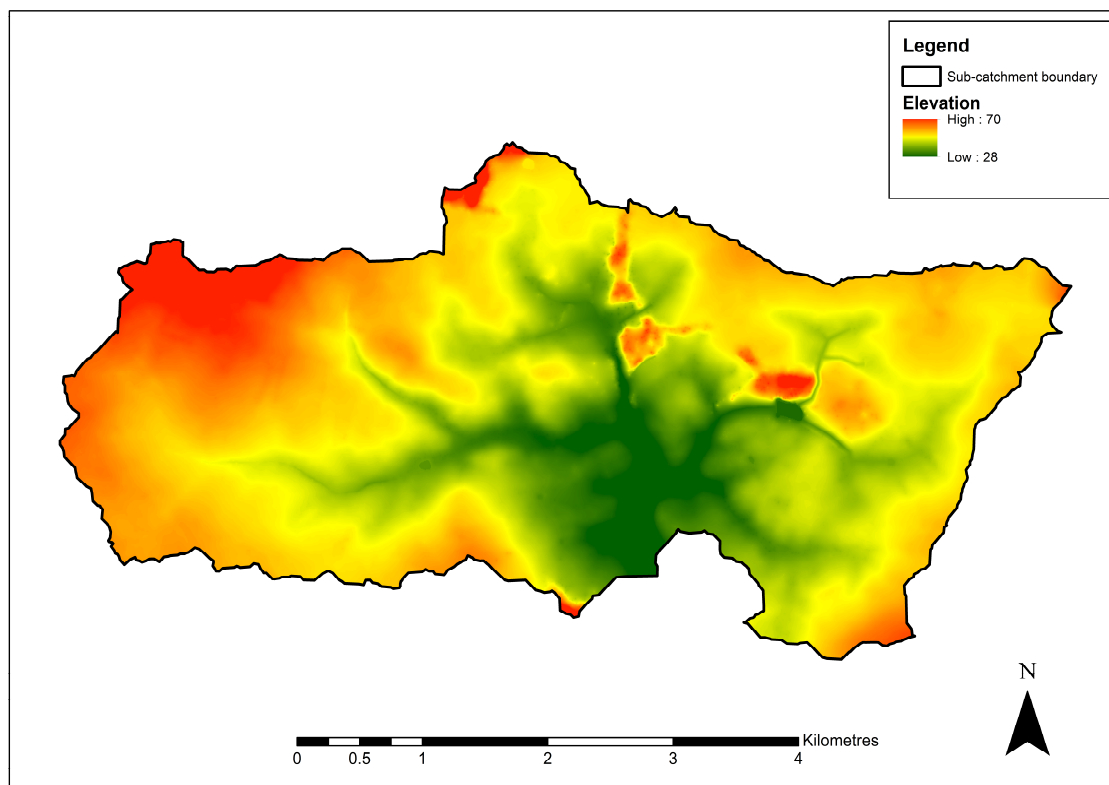 Legend
Sub-catchment boundary
Elevation
High : 70
Low : 28
N
Kilometres
0 0.5 1 2 3 4